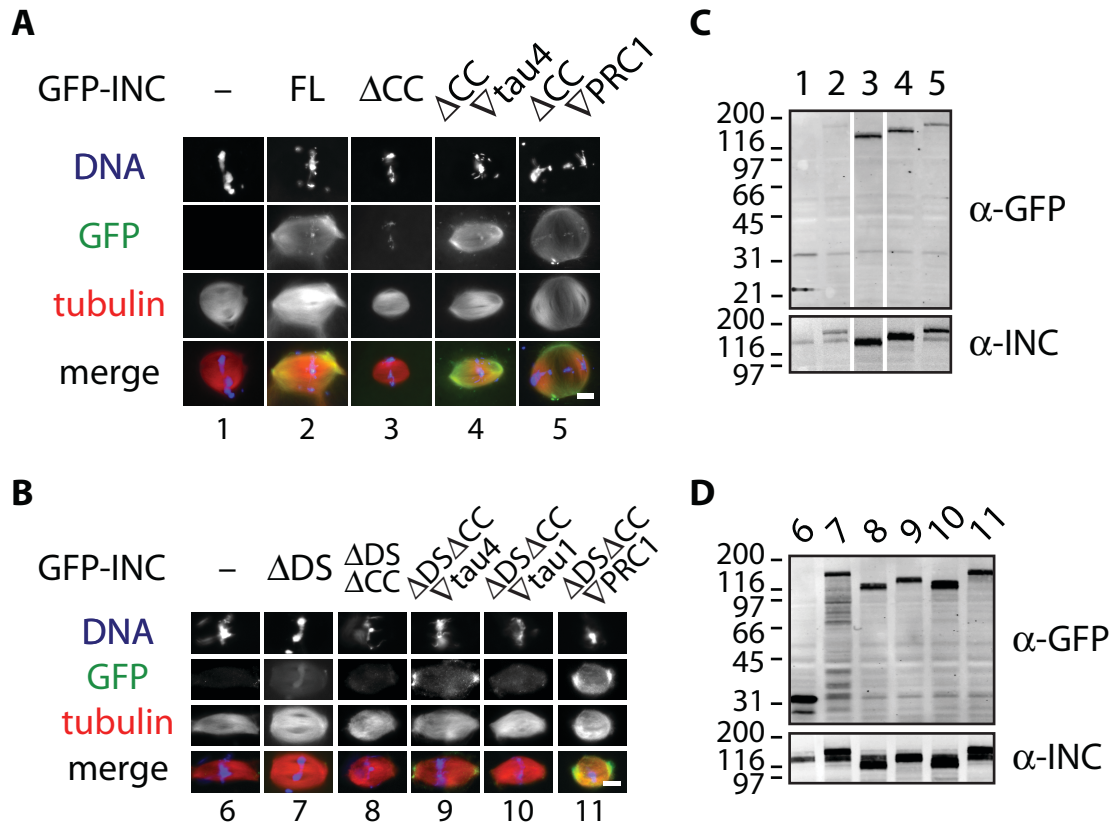 A
GFP-INC – FL ΔCC ΔCC ∇tau4 ΔCC ∇PRC1
DNA
GFP
tubulin
merge
1 2 3 4 5
B
GFP-INC – ΔDS ΔDS ΔCC ΔDSΔCC ∇tau4 ΔDSΔCC ∇tau1 ΔDSΔCC ∇PRC1
DNA
GFP
tubulin
merge
6 7 8 9 10 11
C
1 2 3 4 5
200
116
97
66
45
31
21
α-GFP
200
116
97
α-INC
D
6 7 8 9 10 11
200
116
97
66
45
31
α-GFP
200
116
97
α-INC